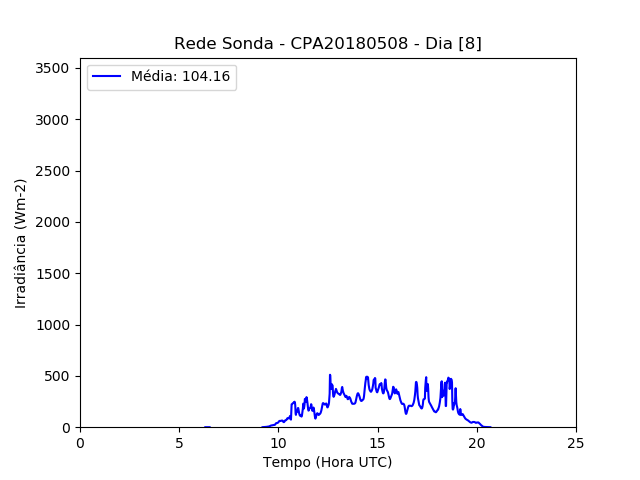 Rede Sonda - CPA20180508 - Dia [8]
Média: 104.16
Irradiância (Wm-2)
3500
3000
2500
2000
1500
1000
500
0
0 5 10 15 20 25
Tempo (Hora UTC)